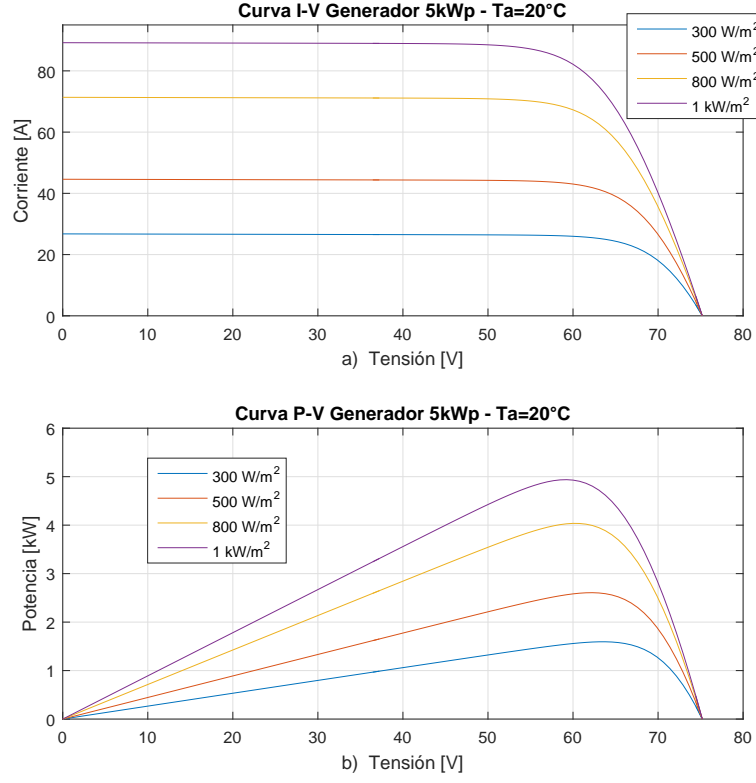 Curva I-V Generador 5kWp - Ta=20°C
300 W/m²
500 W/m²
800 W/m²
1 kW/m²
Corriente [A]
80
60
40
20
0
0 10 20 30 40 50 60 70 80
a) Tensión [V]
Curva P-V Generador 5kWp - Ta=20°C
300 W/m²
500 W/m²
800 W/m²
1 kW/m²
Potencia [kW]
6
5
4
3
2
1
0
0 10 20 30 40 50 60 70 80
b) Tensión [V]